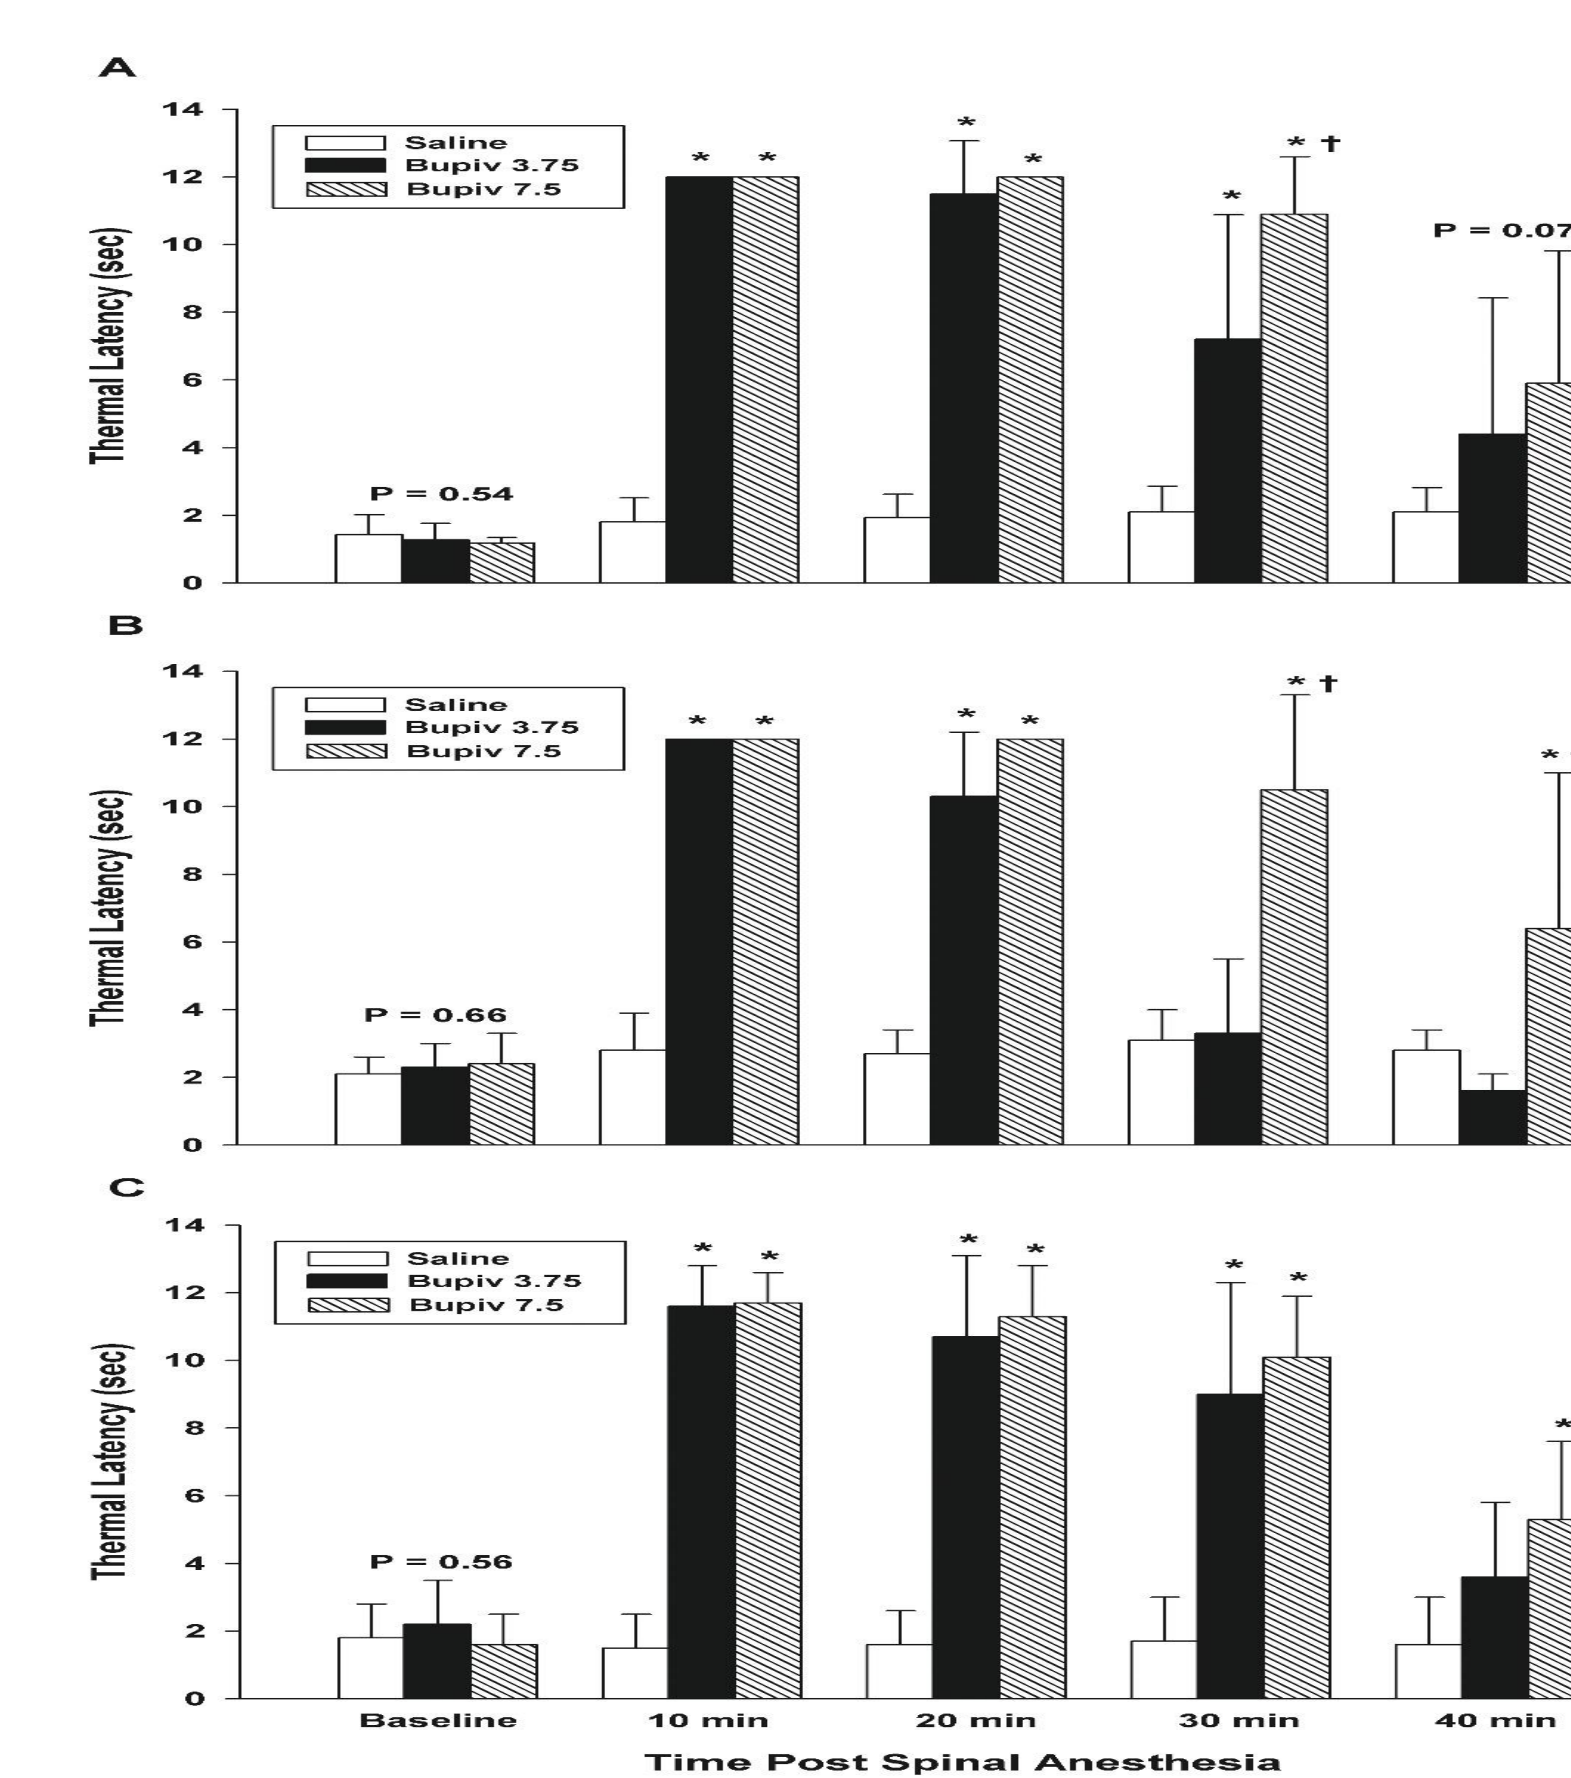 A
14
12
10
8
6
4
2
0
Thermal Latency (sec)
Saline
Bupiv 3.75
Bupiv 7.5
P = 0.54
* *
* *
* * †
P = 0.07
B
14
12
10
8
6
4
2
0
Thermal Latency (sec)
Saline
Bupiv 3.75
Bupiv 7.5
P = 0.66
* *
* *
* †
*
C
14
12
10
8
6
4
2
0
Thermal Latency (sec)
Saline
Bupiv 3.75
Bupiv 7.5
P = 0.56
* *
* *
* *
*
Baseline 10 min 20 min 30 min 40 min
Time Post Spinal Anesthesia